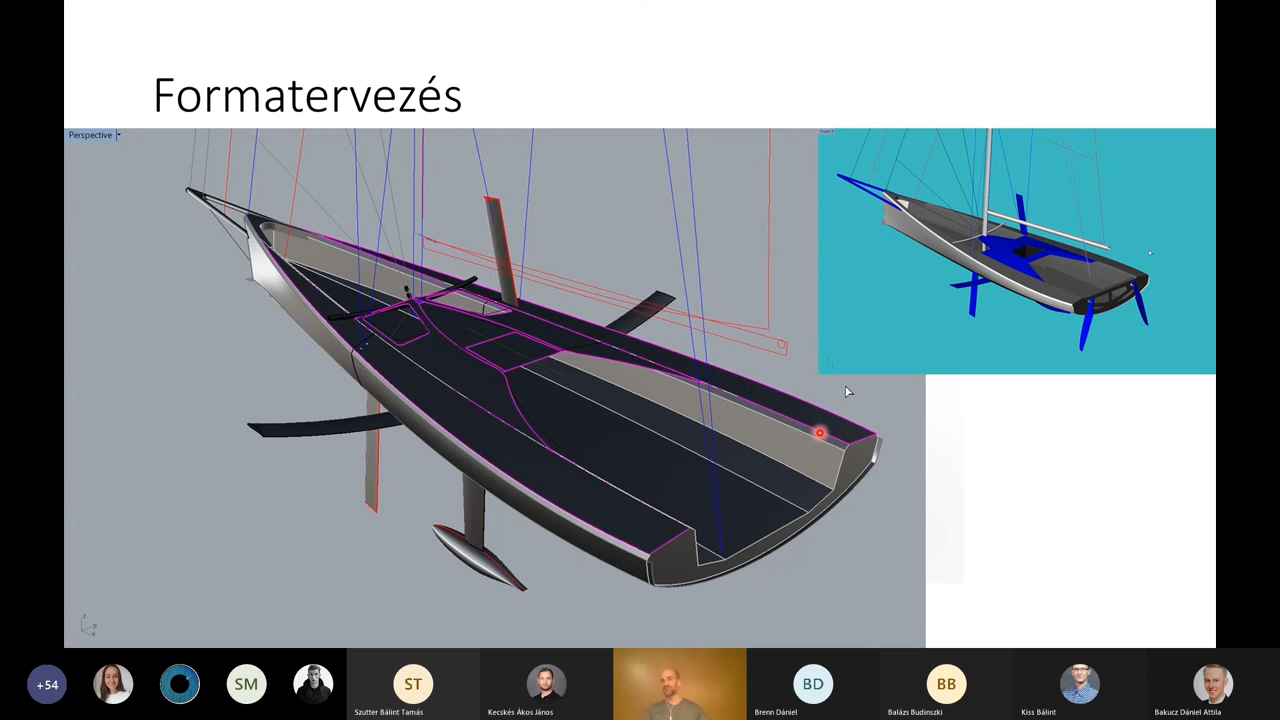 Formatervezés
Perspective
+54
SM
ST
BD
BB
Szutter Bálint Tamás
Kecskés Ákos János
Brenn Dániel
Balázs Budinszki
Kiss Bálint
Bakucz Dániel Attila